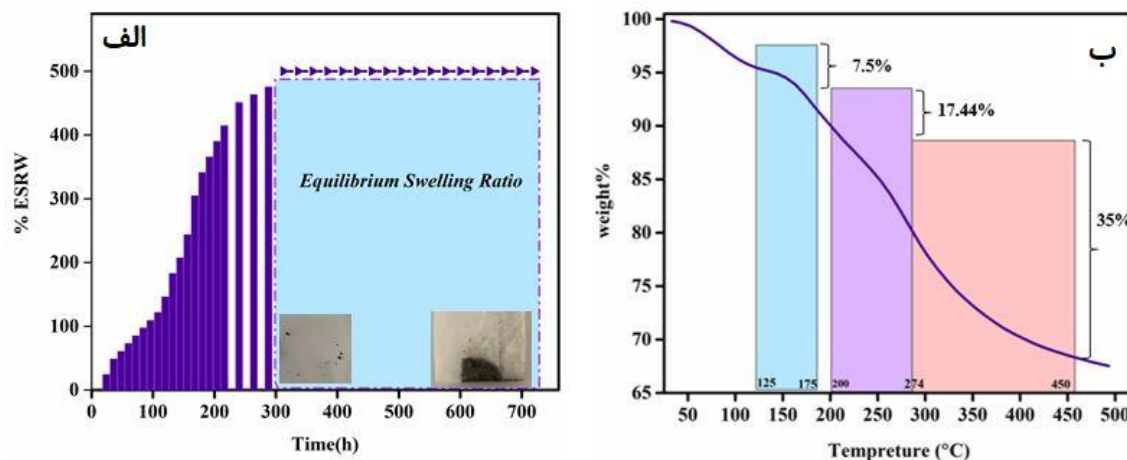 الف
% ESRW
500
400
300
200
100
0
Equilibrium Swelling Ratio
0 100 200 300 400 500 600 700
Time(h)
ب
weight%
100
95
90
85
80
75
70
65
7.5%
17.44%
35%
125 175 200 274 450
50 100 150 200 250 300 350 400 450 500
Tempreture (°C)